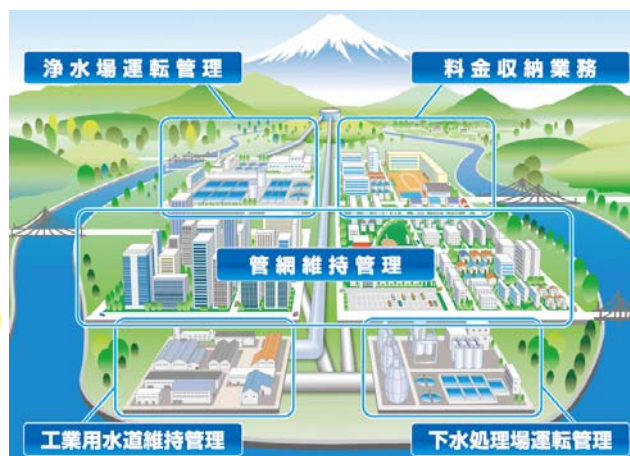 浄水場運転管理
料金収納業務
管網維持管理
工業用水道維持管理
下水処理場運転管理